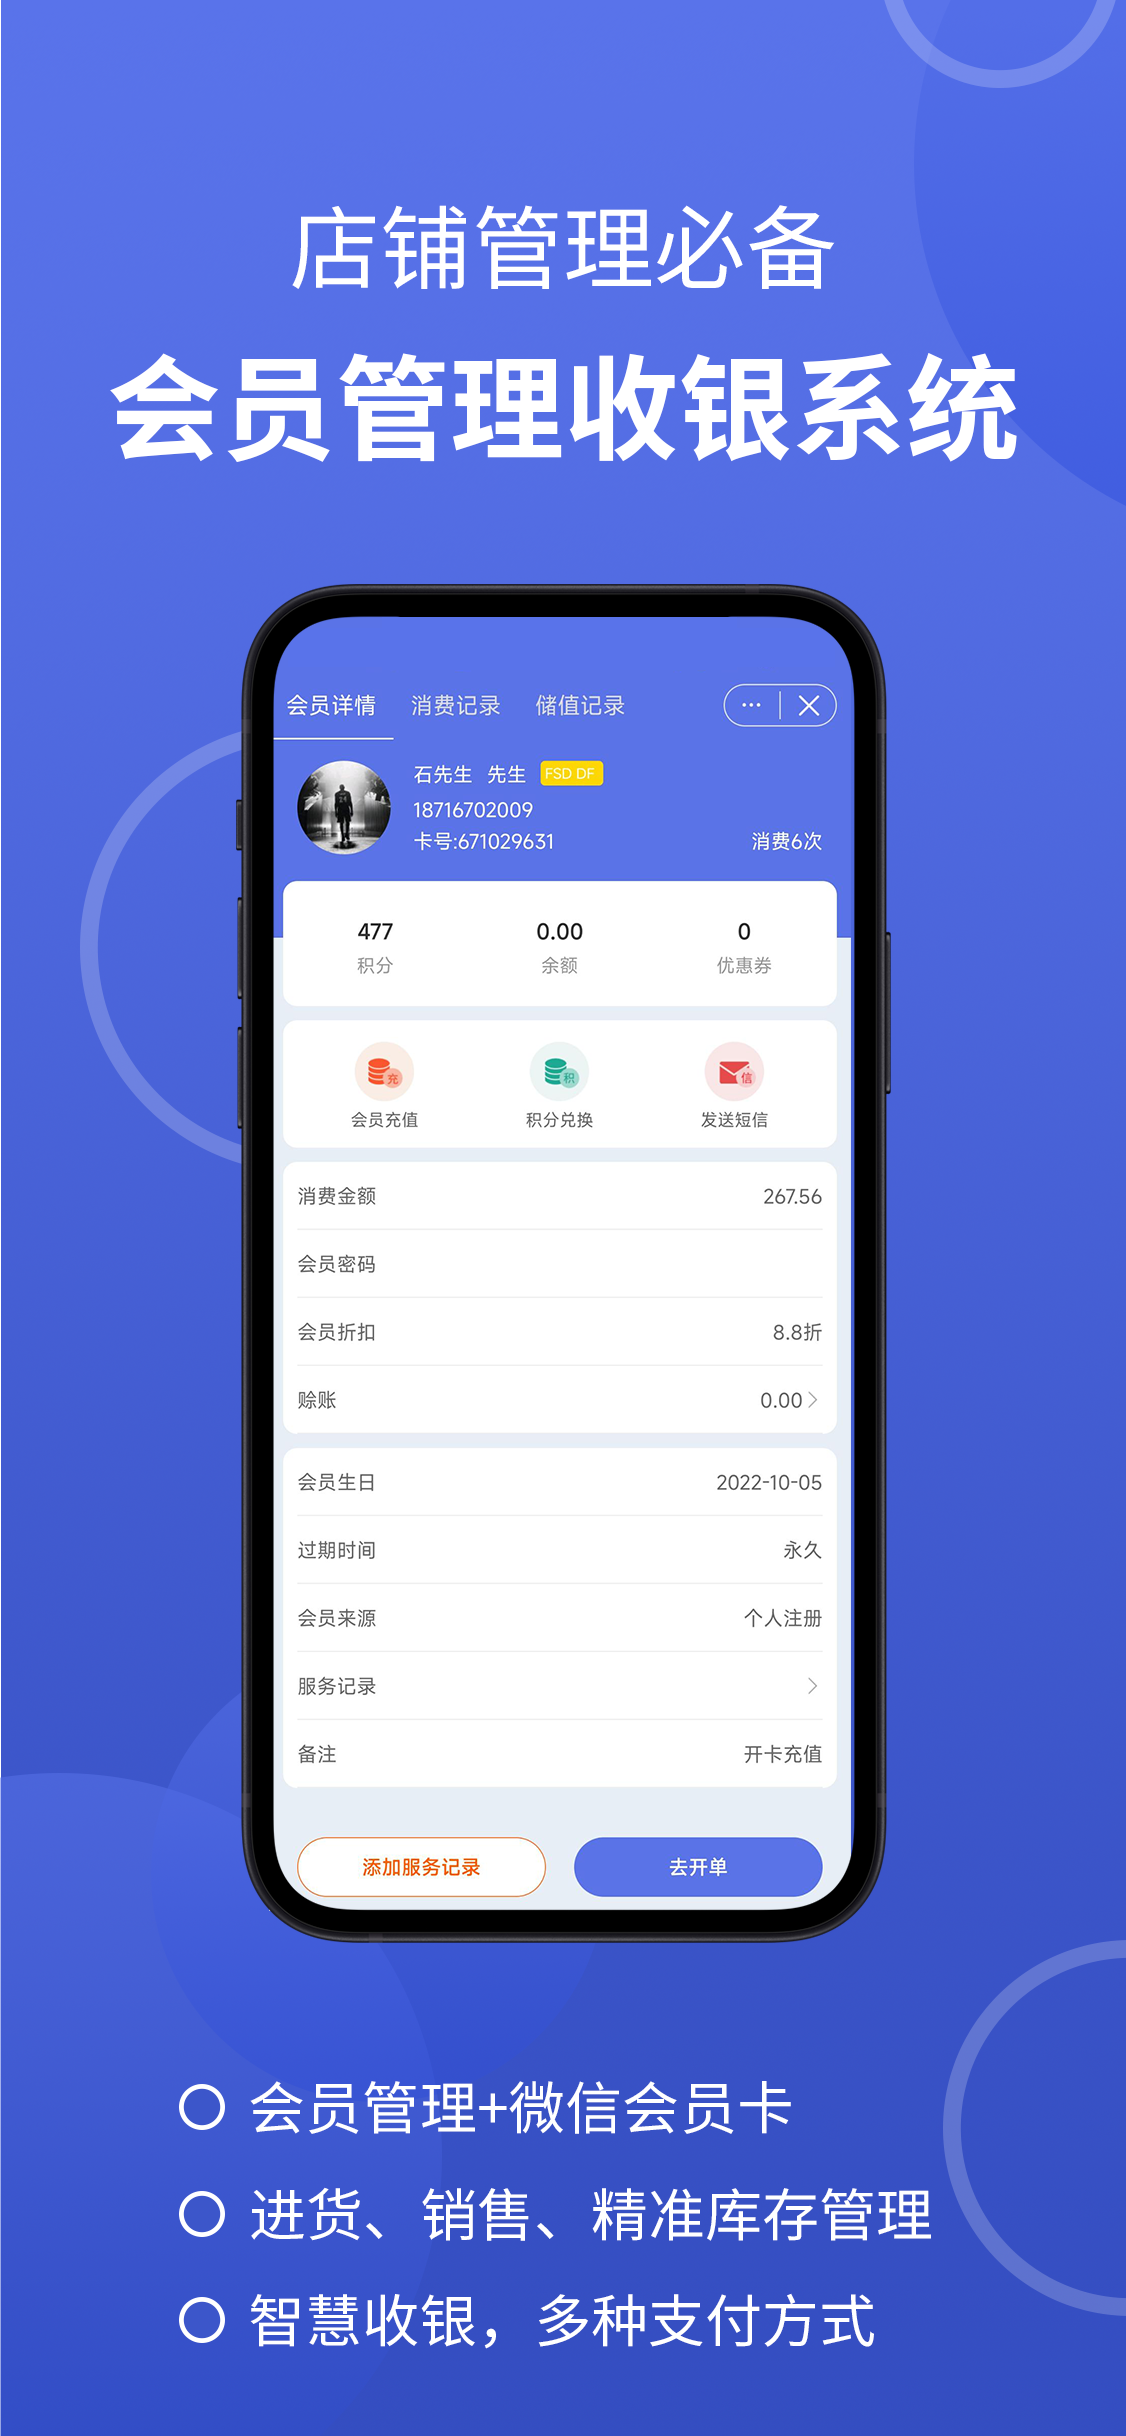 店铺管理必备
会员管理收银系统
会员详情 消费记录 储值记录
石先生 先生 FSD DF
18716702009
卡号:671029631 消费6次
477 0.00 0
积分 余额 优惠券
充 积 信
会员充值 积分兑换 发送短信
消费金额 267.56
会员密码
会员折扣 8.8折
赊账 0.00
会员生日 2022-10-05
过期时间 永久
会员来源 个人注册
服务记录
备注 开卡充值
添加服务记录 去开单
会员管理+微信会员卡
进货、销售、精准库存管理
智慧收银，多种支付方式